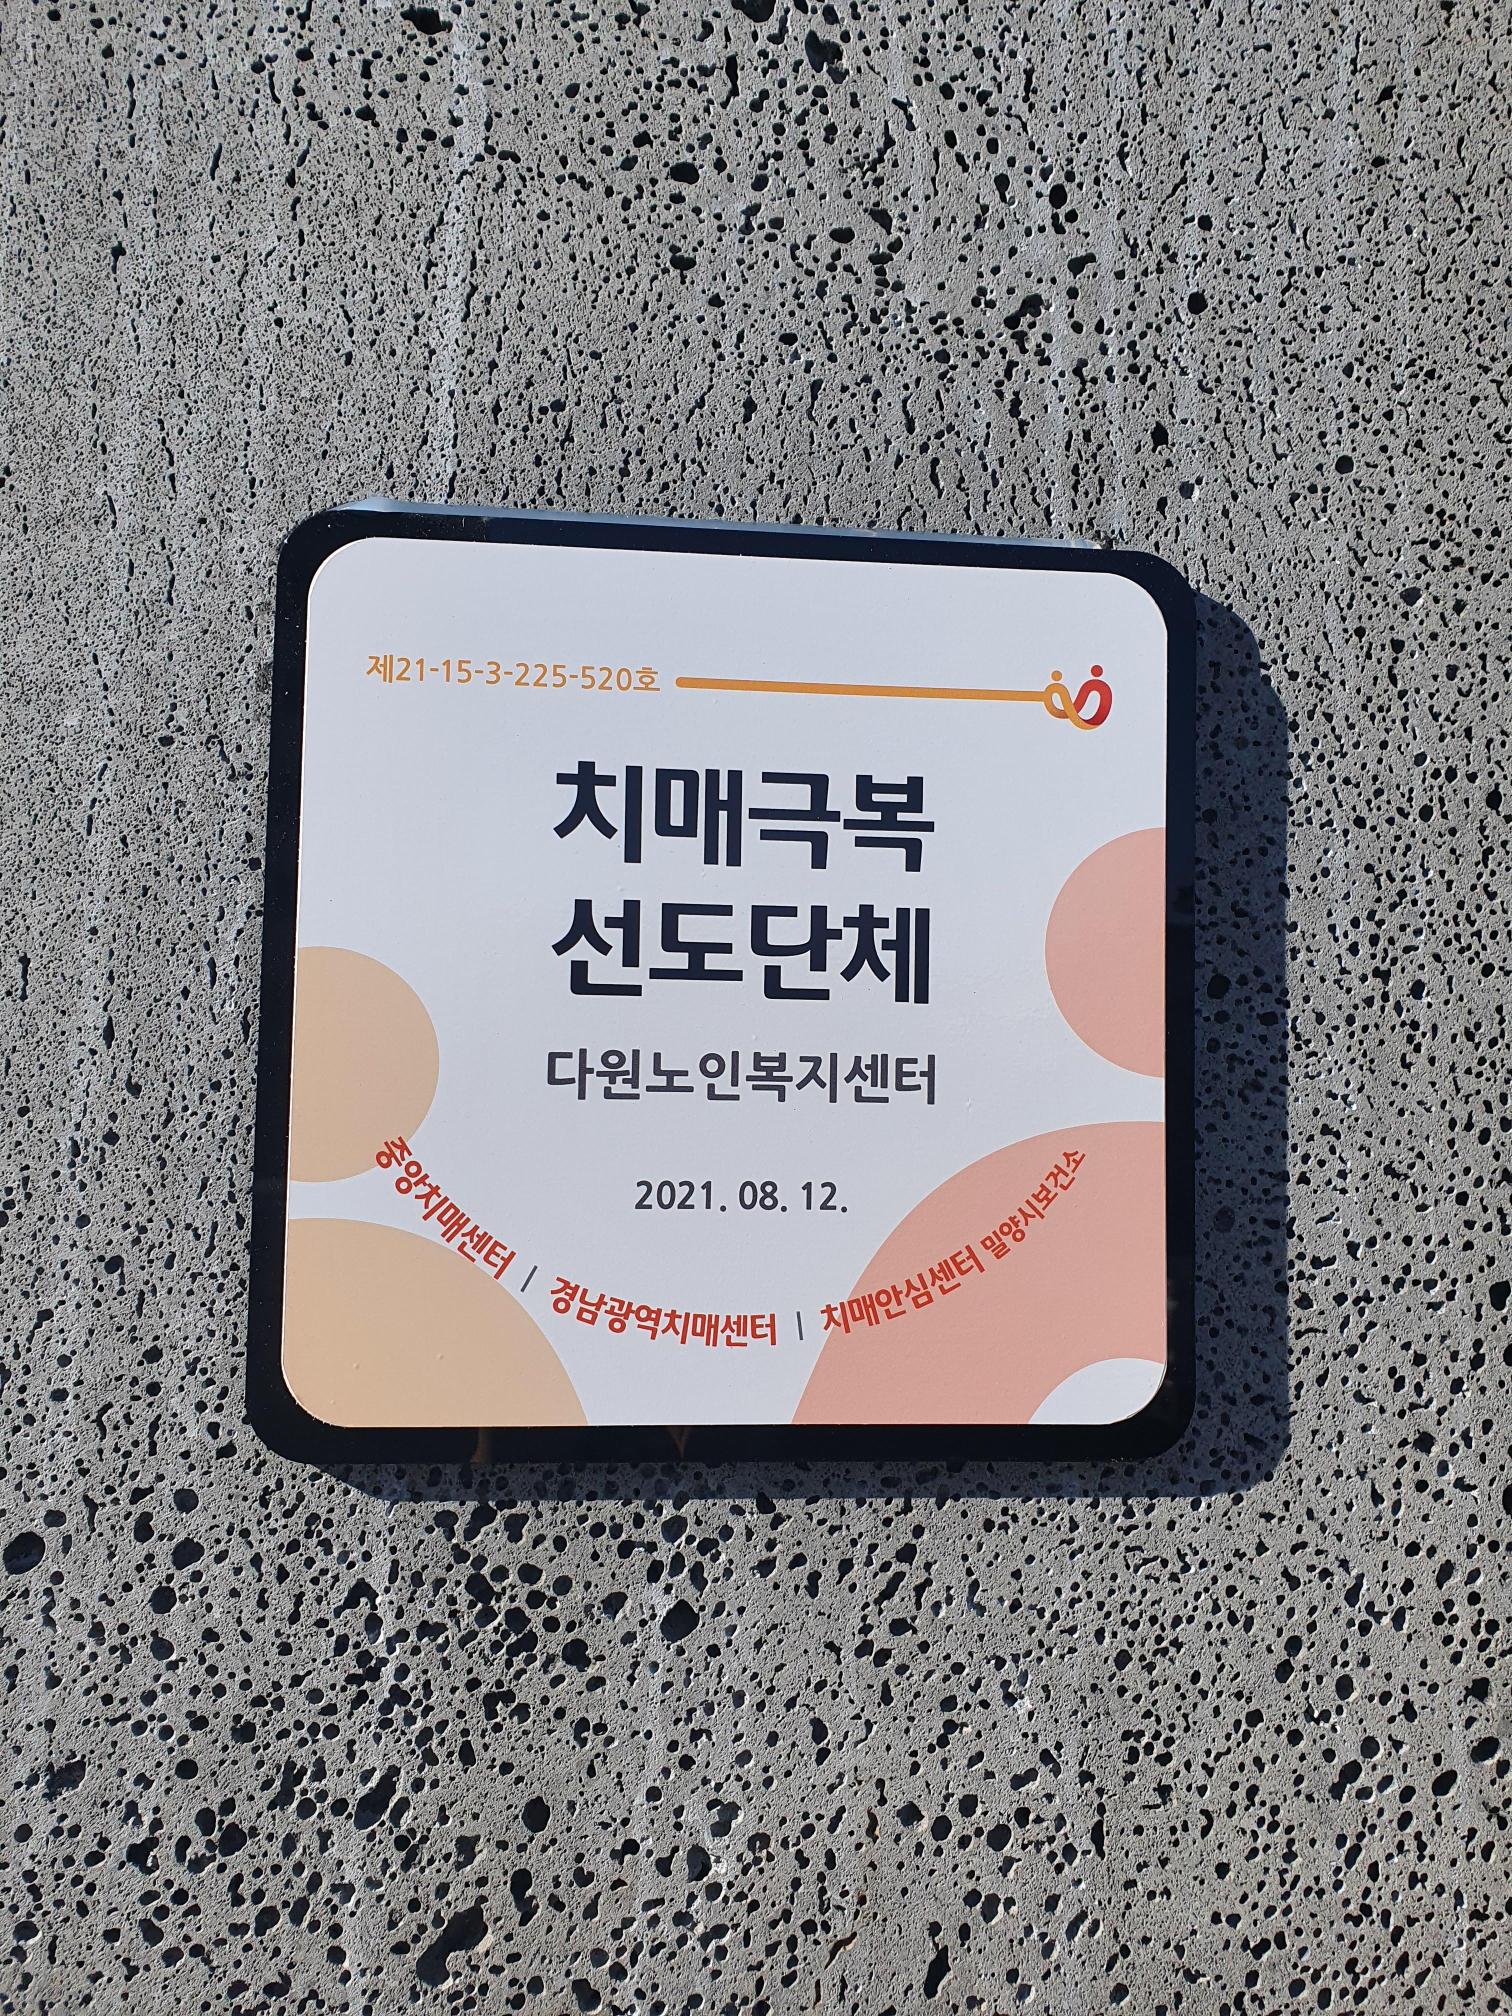 제21-15-3-225-520호
치매극복
선도단체
다원노인복지센터
2021. 08. 12.
중앙치매센터 | 경남광역치매센터 | 치매안심센터 밀양시보건소